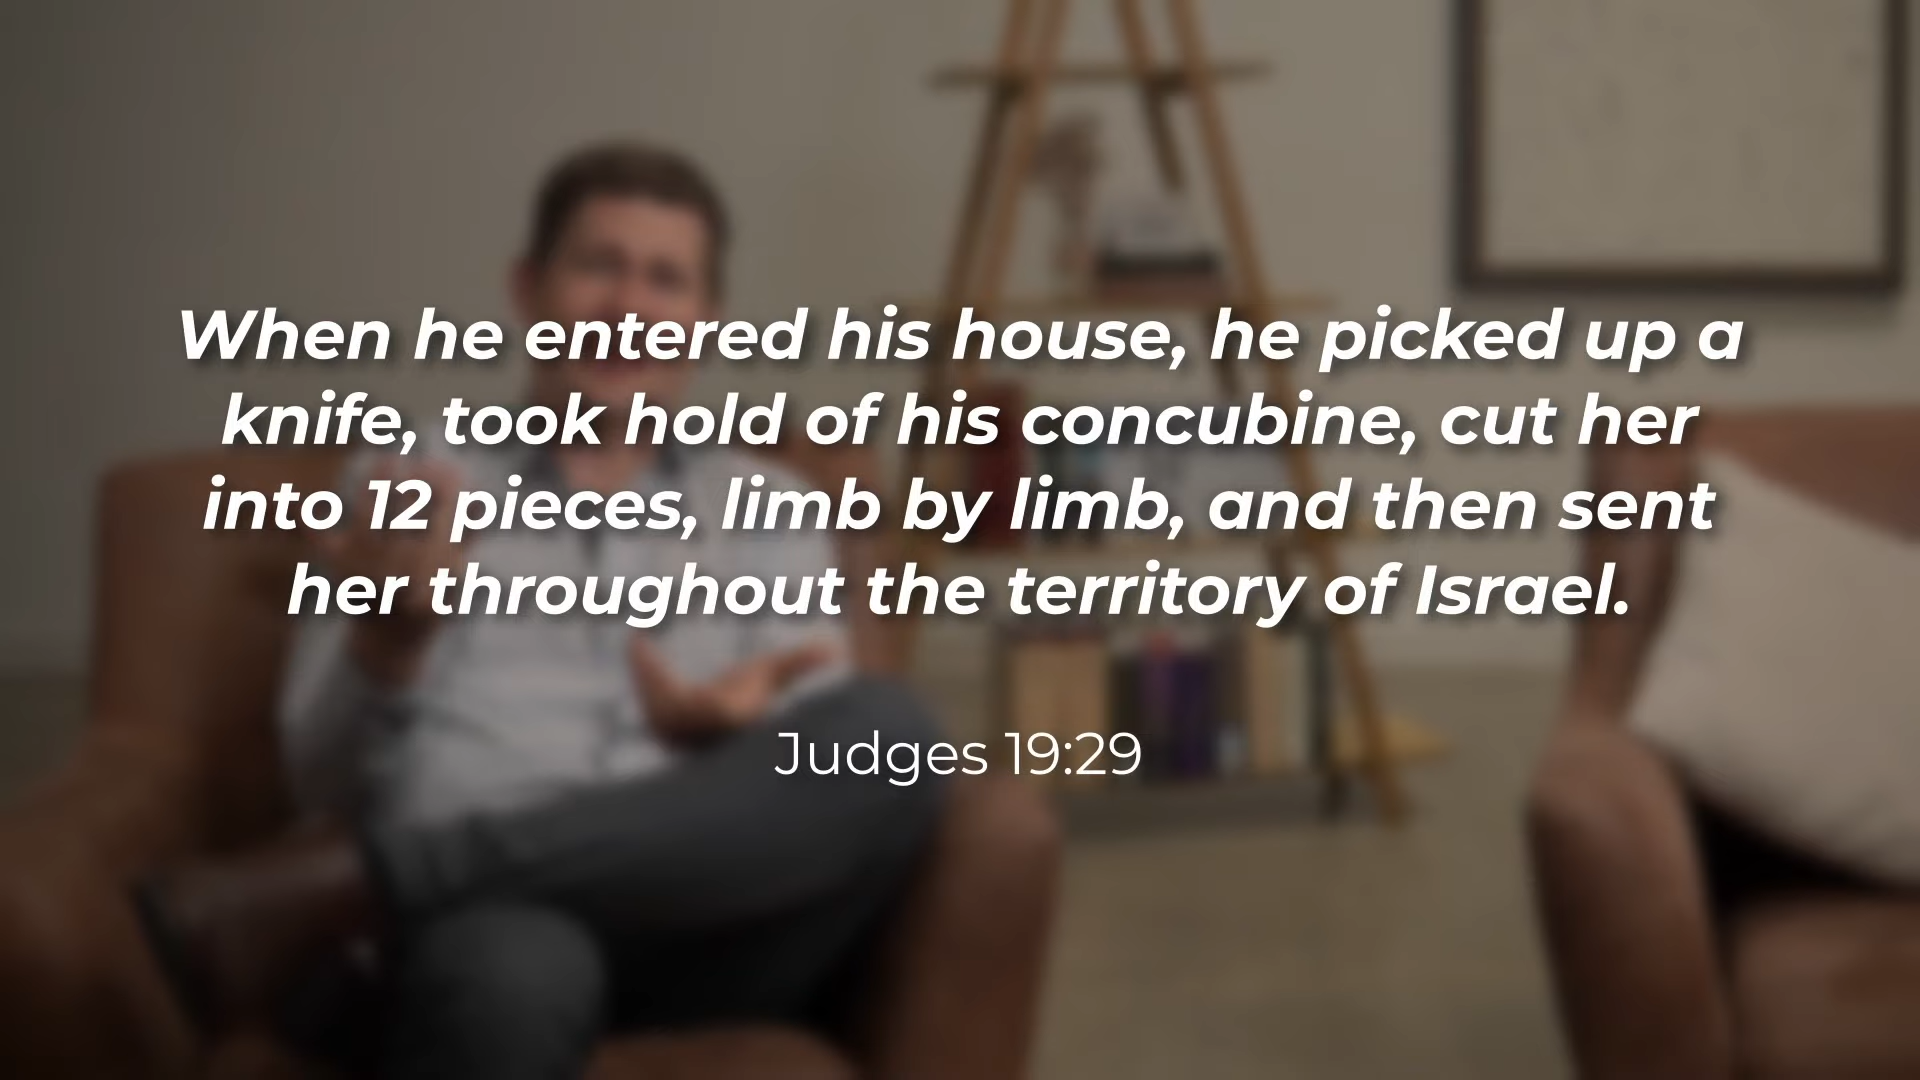 When he entered his house, he picked up a
knife, took hold of his concubine, cut her
into 12 pieces, limb by limb, and then sent
her throughout the territory of Israel.
Judges 19:29